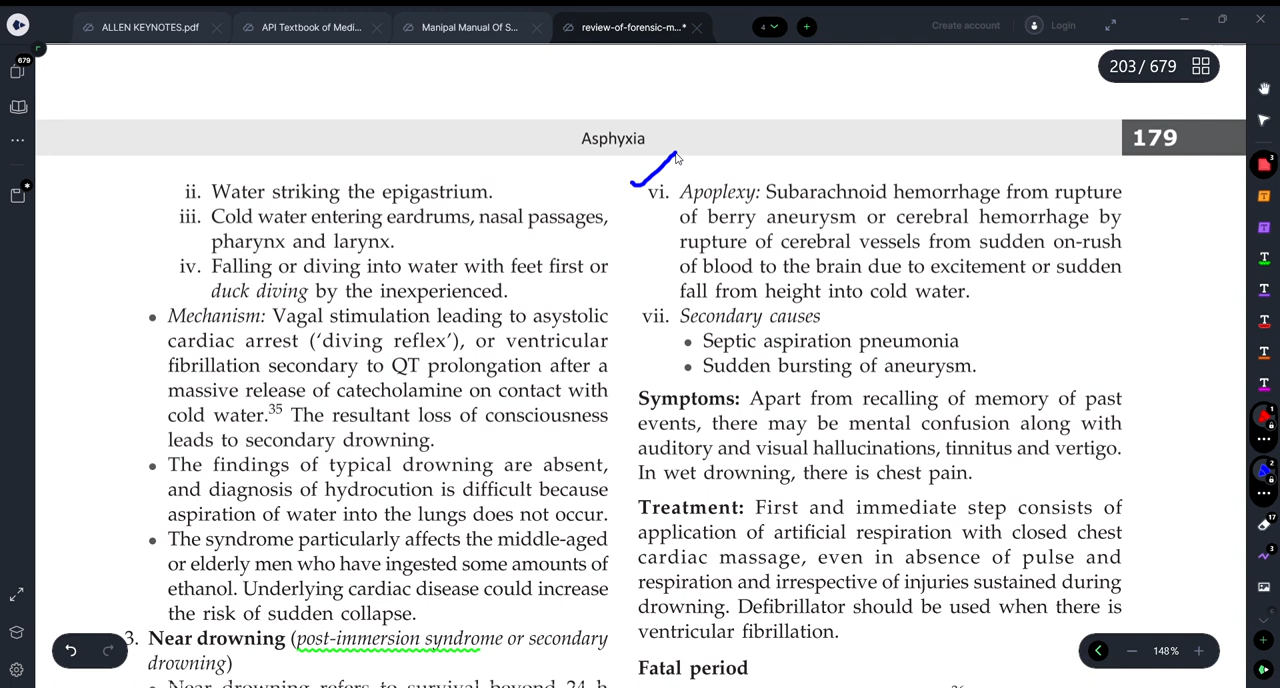 ALLEN KEYNOTES.pdf
API Textbook of Medi...
Manipal Manual Of S...
review-of-forensic-m...*
4
Create account
Login
679
203 / 679
Asphyxia
179
ii. Water striking the epigastrium.
iii. Cold water entering eardrums, nasal passages,
pharynx and larynx.
iv. Falling or diving into water with feet first or
duck diving by the inexperienced.
• Mechanism: Vagal stimulation leading to asystolic
cardiac arrest (‘diving reflex’), or ventricular
fibrillation secondary to QT prolongation after a
massive release of catecholamine on contact with
cold water.35 The resultant loss of consciousness
leads to secondary drowning.
• The findings of typical drowning are absent,
and diagnosis of hydrocution is difficult because
aspiration of water into the lungs does not occur.
• The syndrome particularly affects the middle-aged
or elderly men who have ingested some amounts of
ethanol. Underlying cardiac disease could increase
the risk of sudden collapse.
3. Near drowning (post-immersion syndrome or secondary
drowning)
• Near drowning refers to survival beyond 24 h
vi. Apoplexy: Subarachnoid hemorrhage from rupture
of berry aneurysm or cerebral hemorrhage by
rupture of cerebral vessels from sudden on-rush
of blood to the brain due to excitement or sudden
fall from height into cold water.
vii. Secondary causes
• Septic aspiration pneumonia
• Sudden bursting of aneurysm.
Symptoms: Apart from recalling of memory of past
events, there may be mental confusion along with
auditory and visual hallucinations, tinnitus and vertigo.
In wet drowning, there is chest pain.
Treatment: First and immediate step consists of
application of artificial respiration with closed chest
cardiac massage, even in absence of pulse and
respiration and irrespective of injuries sustained during
drowning. Defibrillator should be used when there is
ventricular fibrillation.
Fatal period
148%